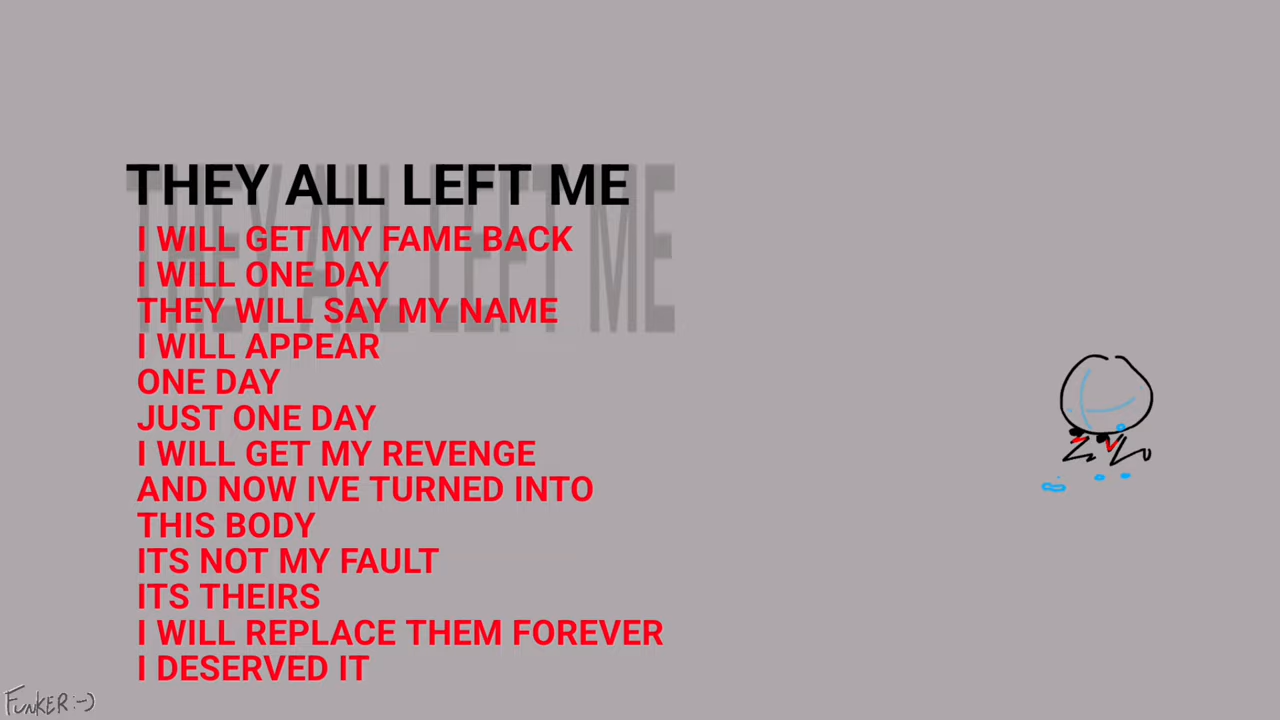 THEY ALL LEFT ME
I WILL GET MY FAME BACK
I WILL ONE DAY
THEY WILL SAY MY NAME
I WILL APPEAR
ONE DAY
JUST ONE DAY
I WILL GET MY REVENGE
AND NOW IVE TURNED INTO
THIS BODY
ITS NOT MY FAULT
ITS THEIRS
I WILL REPLACE THEM FOREVER
I DESERVED IT
FUNKER:-)